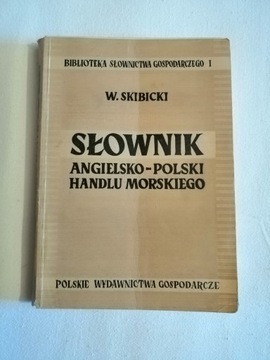 BIBLIOTEKA SŁOWNICTWA GOSPODARCZEGO I
W. SKIBICKI
SŁOWNIK
ANGIELSKO-POLSKI
HANDLU MORSKIEGO
POLSKIE WYDAWNICTWA GOSPODARCZE